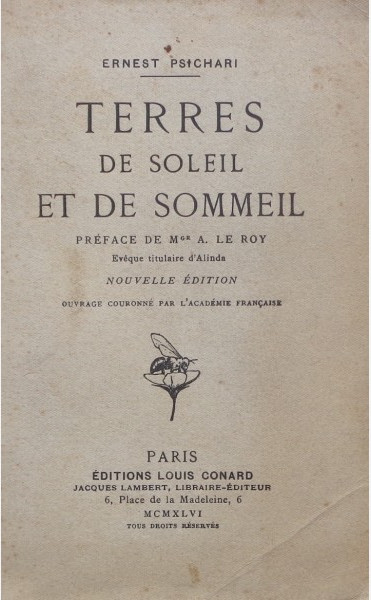 ERNEST PSICHARI
TERRES
DE SOLEIL
ET DE SOMMEIL
PRÉFACE DE MGR A. LE ROY
Evêque titulaire d'Alinda
NOUVELLE ÉDITION
OUVRAGE COURONNÉ PAR L'ACADÉMIE FRANÇAISE
PARIS
ÉDITIONS LOUIS CONARD
JACQUES LAMBERT, LIBRAIRE-ÉDITEUR
6, Place de la Madeleine, 6
MCMXLVI
TOUS DROITS RÉSERVÉS